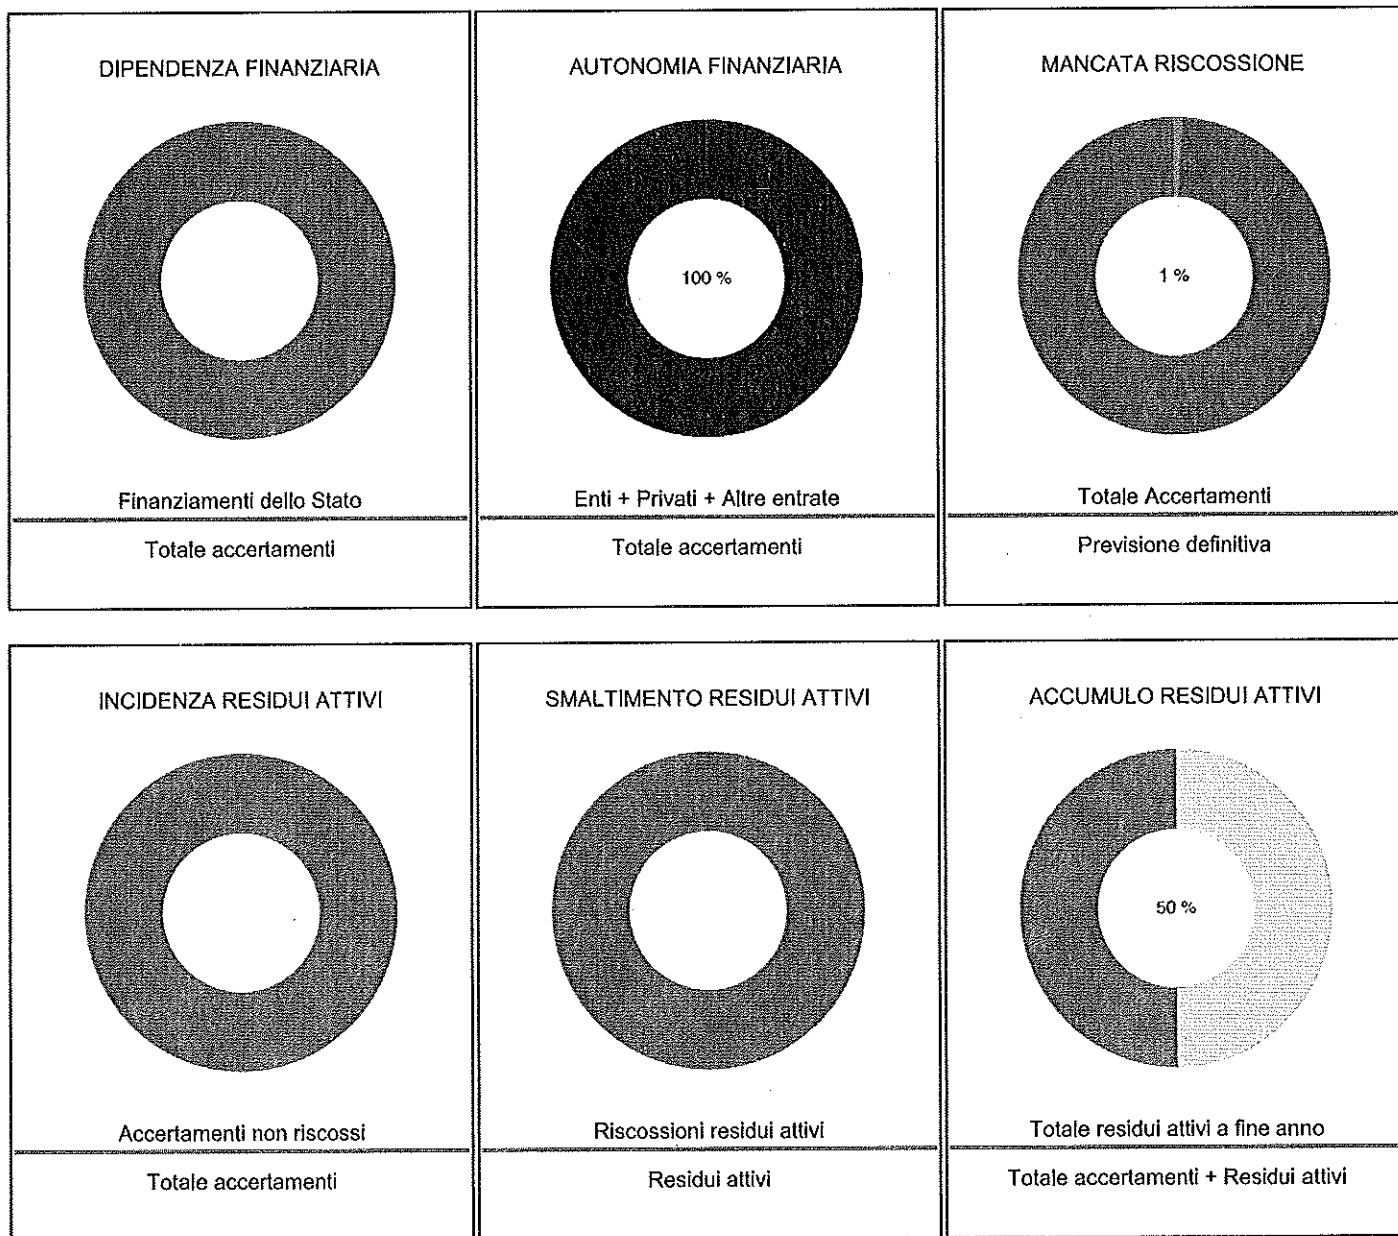 DIPENDENZA FINANZIARIA
Finanziamenti dello Stato
Totale accertamenti
AUTONOMIA FINANZIARIA
100 %
Enti + Privati + Altre entrate
Totale accertamenti
MANCATA RISCOSSIONE
1 %
Totale Accertamenti
Previsione definitiva
INCIDENZA RESIDUI ATTIVI
Accertamenti non riscossi
Totale accertamenti
SMALTIMENTO RESIDUI ATTIVI
Riscossioni residui attivi
Residui attivi
ACCUMULO RESIDUI ATTIVI
50 %
Totale residui attivi a fine anno
Totale accertamenti + Residui attivi